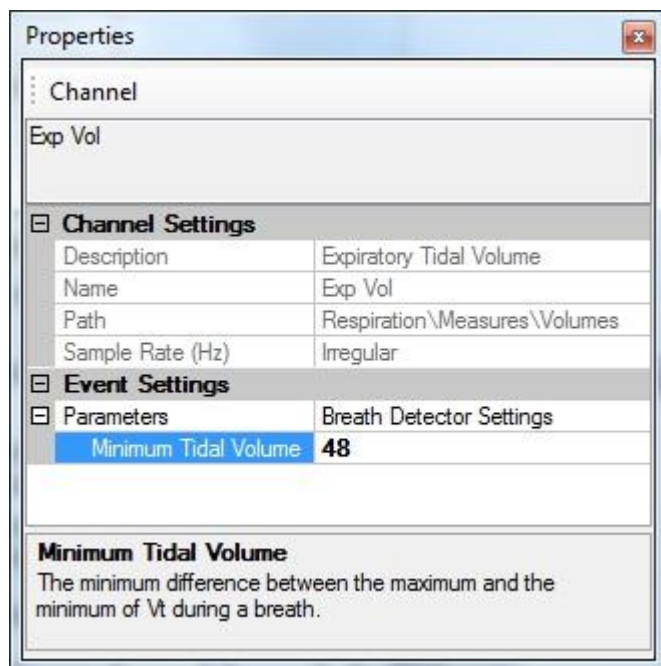 Properties
Channel
Exp Vol
Channel Settings
Description Expiratory Tidal Volume
Name Exp Vol
Path Respiration\Measures\Volumes
Sample Rate (Hz) Irregular
Event Settings
Parameters Breath Detector Settings
Minimum Tidal Volume 48
Minimum Tidal Volume
The minimum difference between the maximum and the
minimum of Vt during a breath.